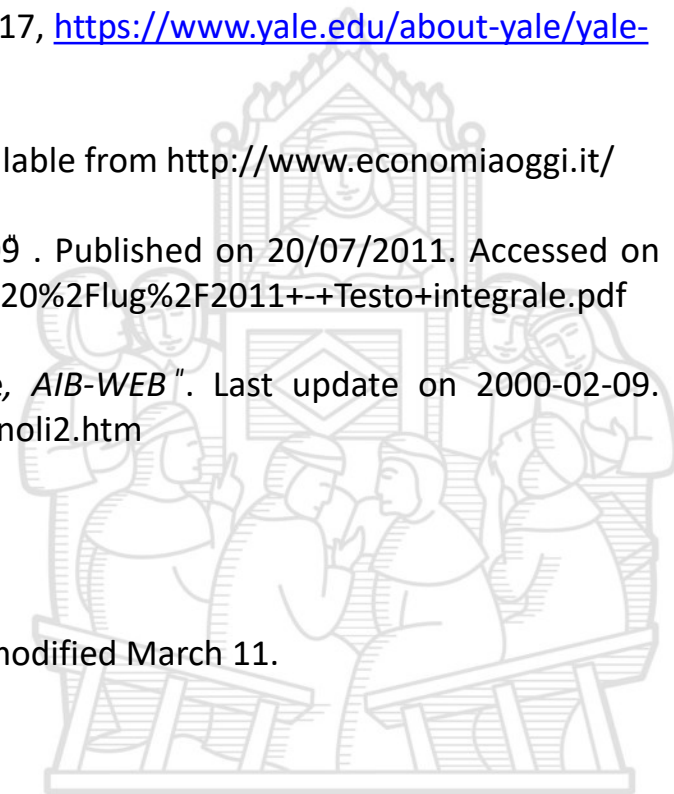 17, https://www.yale.edu/about-yale/yale-
lable from http://www.economiaoggi.it/
9" . Published on 20/07/2011. Accessed on
20%2Flug%2F2011+-+Testo+integrale.pdf
e, AIB-WEB". Last update on 2000-02-09.
noli2.htm
modified March 11.